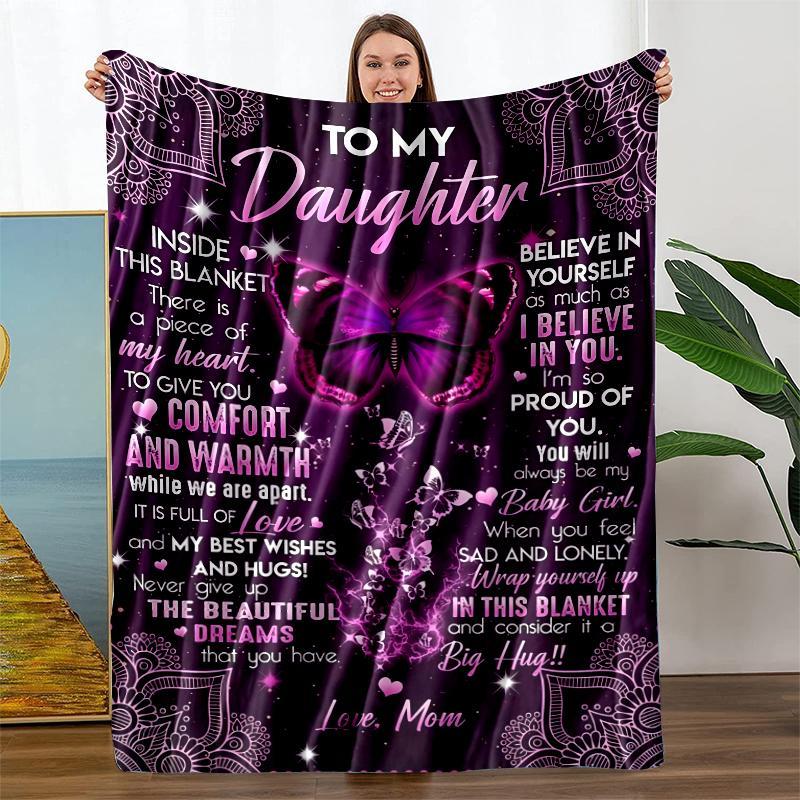 TO MY
Daughter
INSIDE
THIS BLANKET
There is
a piece of
my heart.
TO GIVE YOU
COMFORT
AND WARMTH
while we are apart.
IT IS FULL OF Love
and MY BEST WISHES
AND HUGS!
Never give up
THE BEAUTIFUL
DREAMS
that you have.
BELIEVE IN
YOURSELF
as much as
I BELIEVE
IN YOU.
I'm so
PROUD OF
YOU.
You will
always be my
Baby Girl.
When you feel
SAD AND LONELY.
Wrap yourself up
IN THIS BLANKET
and consider it a
Big Hug!!
Love, Mom